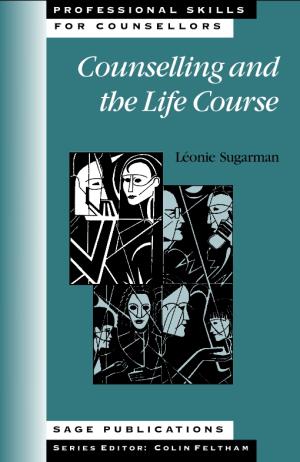 PROFESSIONAL SKILLS
FOR COUNSELLORS
Counselling and
the Life Course
Léonie Sugarman
SAGE PUBLICATIONS
SERIES EDITOR: COLIN FELTHAM